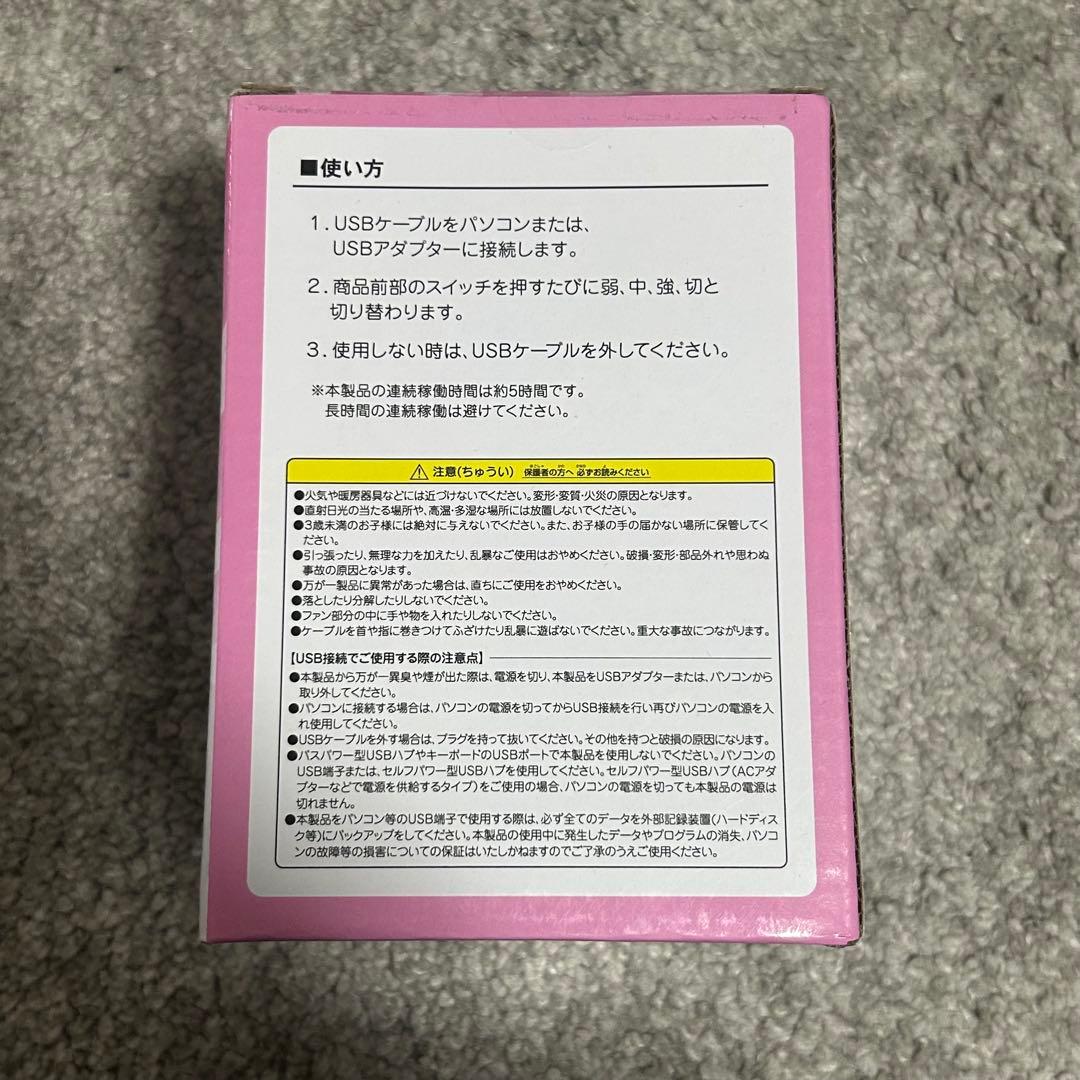 ■使い方
1. USBケーブルをパソコンまたは、
USBアダプターに接続します。
2. 商品前部のスイッチを押すたびに弱、中、強、切と
切り替わります。
3. 使用しない時は、USBケーブルを外してください。
※本製品の連続稼働時間は約5時間です。
長時間の連続稼働は避けてください。
⚠ 注意(ちゅうい) 保護者の方へ 必ずお読みください
●火気や暖房器具などには近づけないでください。変形・変質・火災の原因となります。
●直射日光の当たる場所や、高温・多湿な場所には放置しないでください。
●3歳未満のお子様には絶対に与えないでください。また、お子様の手の届かない場所に保管してく
ださい。
●引っ張ったり、無理な力を加えたり、乱暴なご使用はおやめください。破損・変形・部品外れや思わぬ
事故の原因となります。
●万が一製品に異常があった場合は、直ちにご使用をおやめください。
●落としたり分解したりしないでください。
●ファン部分の中に手や物を入れたりしないでください。
●ケーブルを首や指に巻きつけてふざけたり乱暴に遊ばないでください。重大な事故につながります。
【USB接続でご使用する際の注意点】
●本製品から万が一異臭や煙が出た際は、電源を切り、本製品をUSBアダプターまたは、パソコンから
取り外してください。
●パソコンに接続する場合は、パソコンの電源を切ってからUSB接続を行い再びパソコンの電源を入
れ使用してください。
●USBケーブルを外す場合は、プラグを持って抜いてください。その他を持つと破損の原因になります。
●バスパワー型USBハブやキーボードのUSBポートで本製品を使用しないでください。パソコンの
USB端子または、セルフパワー型USBハブを使用してください。セルフパワー型USBハブ(ACアダ
プターなどで電源を供給するタイプ)をご使用の場合、パソコンの電源を切っても本製品の電源は
切れません。
●本製品をパソコン等のUSB端子で使用する際は、必ず全てのデータを外部記録装置(ハードディス
ク等)にバックアップをしてください。本製品の使用中に発生したデータやプログラムの消失、パソコ
ンの故障等の損害についての保証はいたしかねますのでご了承のうえご使用ください。